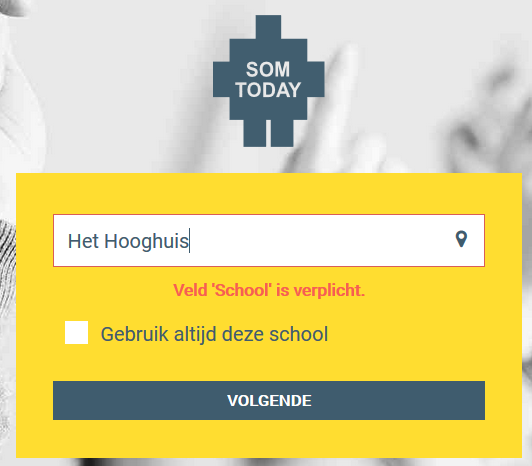 SOM
TODAY
Het Hooghuis
Veld 'School' is verplicht.
Gebruik altijd deze school
VOLGENDE